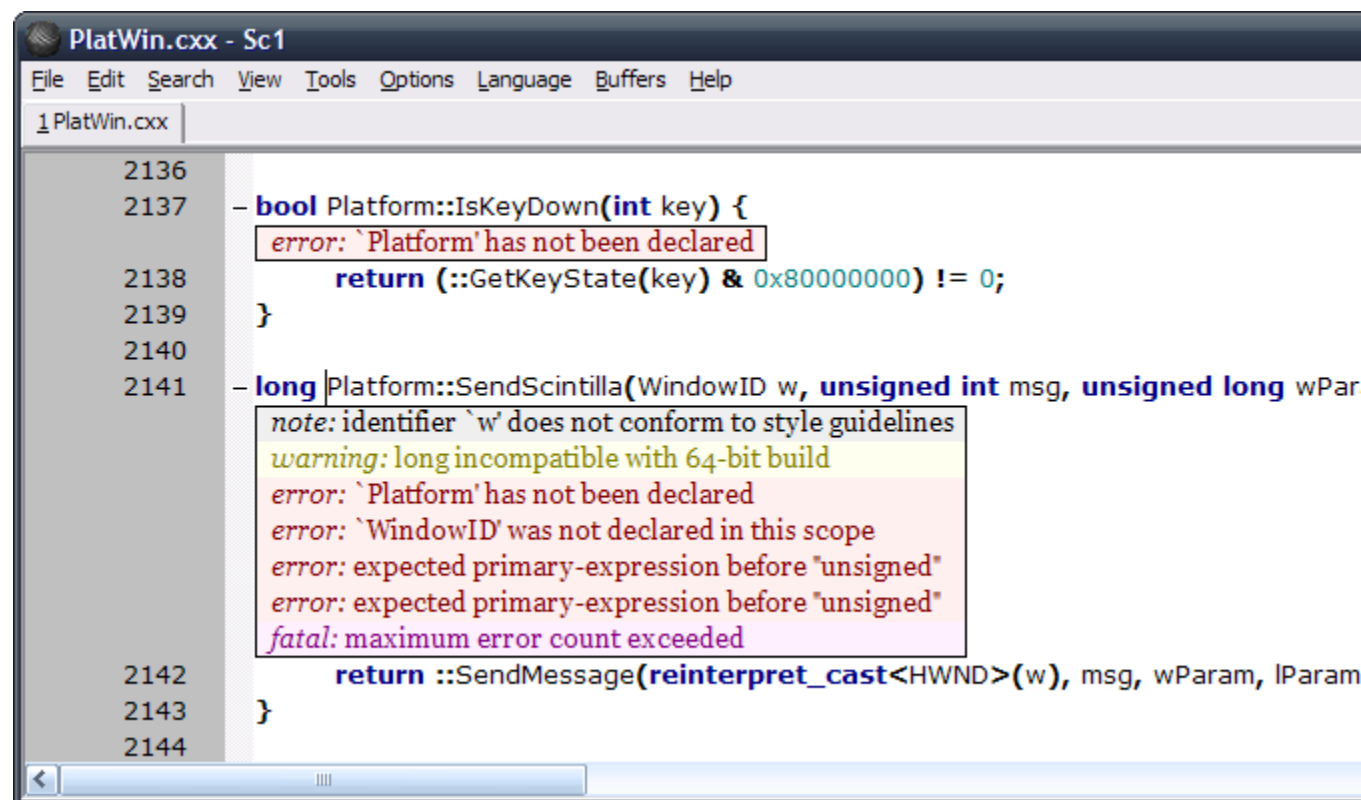 PlatWin.cxx - Sc1
File Edit Search View Tools Options Language Buffers Help
1 PlatWin.cxx
2136
2137 – bool Platform::IsKeyDown(int key) {
error: `Platform' has not been declared
2138 return (::GetKeyState(key) & 0x80000000) != 0;
2139 }
2140
2141 – long Platform::SendScintilla(WindowID w, unsigned int msg, unsigned long wPar
note: identifier `w' does not conform to style guidelines
warning: long incompatible with 64-bit build
error: `Platform' has not been declared
error: `WindowID' was not declared in this scope
error: expected primary-expression before "unsigned"
error: expected primary-expression before "unsigned"
fatal: maximum error count exceeded
2142 return ::SendMessage(reinterpret_cast<HWND>(w), msg, wParam, lParam
2143 }
2144